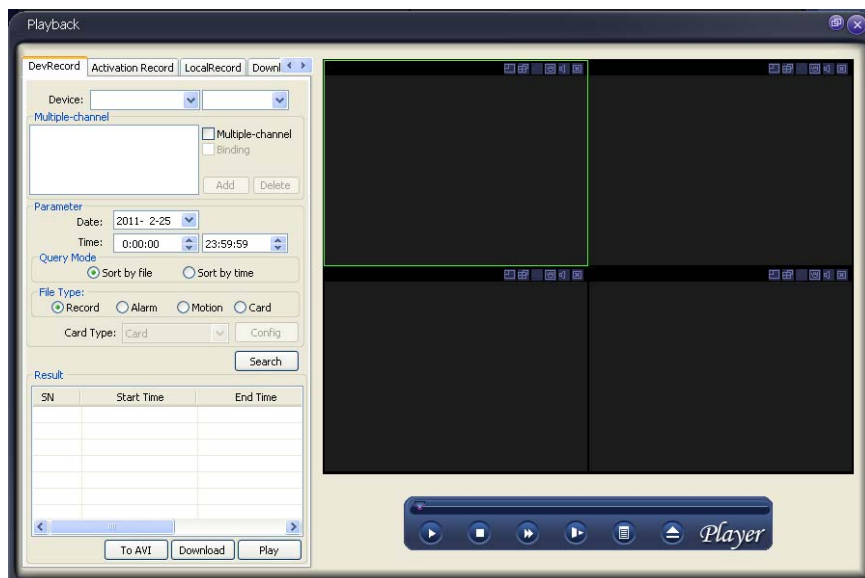 Playback
DevRecord Activation Record LocalRecord Downl
Device:
Multiple-channel
Multiple-channel
Binding
Add Delete
Parameter
Date: 2011- 2-25
Time: 0:00:00 23:59:59
Query Mode
Sort by file Sort by time
File Type:
Record Alarm Motion Card
Card Type: Card Config
Search
Result
SN Start Time End Time
To AVI Download Play
Player